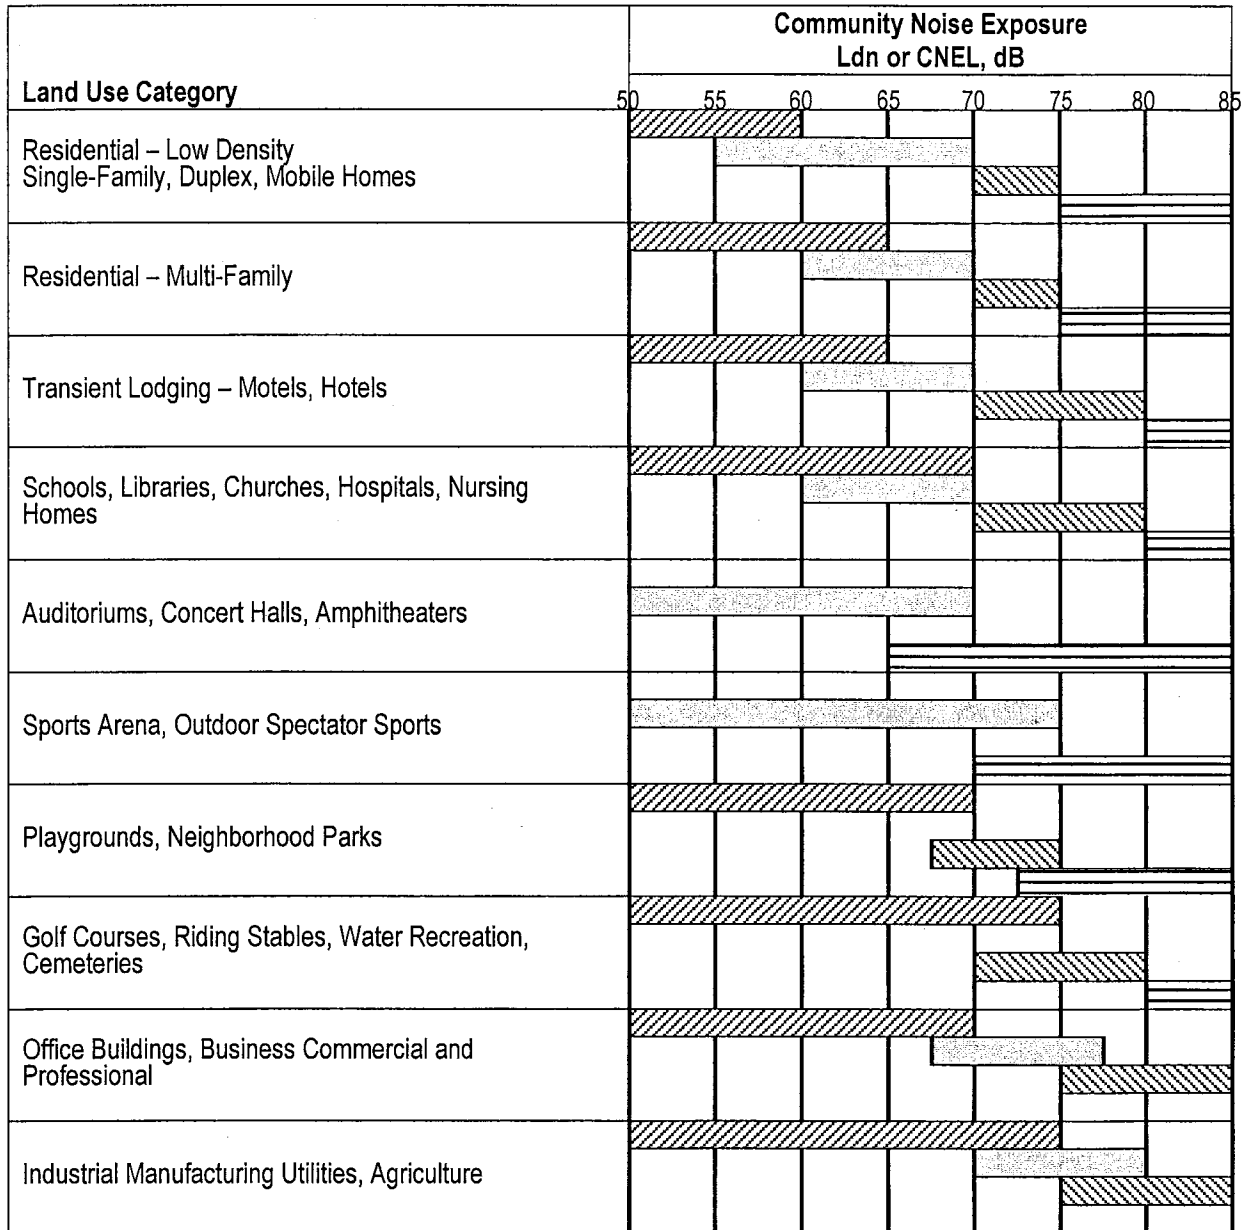 Community Noise Exposure
Ldn or CNEL, dB
Land Use Category
50 55 60 65 70 75 80 85
Residential – Low Density
Single-Family, Duplex, Mobile Homes
Residential – Multi-Family
Transient Lodging – Motels, Hotels
Schools, Libraries, Churches, Hospitals, Nursing
Homes
Auditoriums, Concert Halls, Amphitheaters
Sports Arena, Outdoor Spectator Sports
Playgrounds, Neighborhood Parks
Golf Courses, Riding Stables, Water Recreation,
Cemeteries
Office Buildings, Business Commercial and
Professional
Industrial Manufacturing Utilities, Agriculture